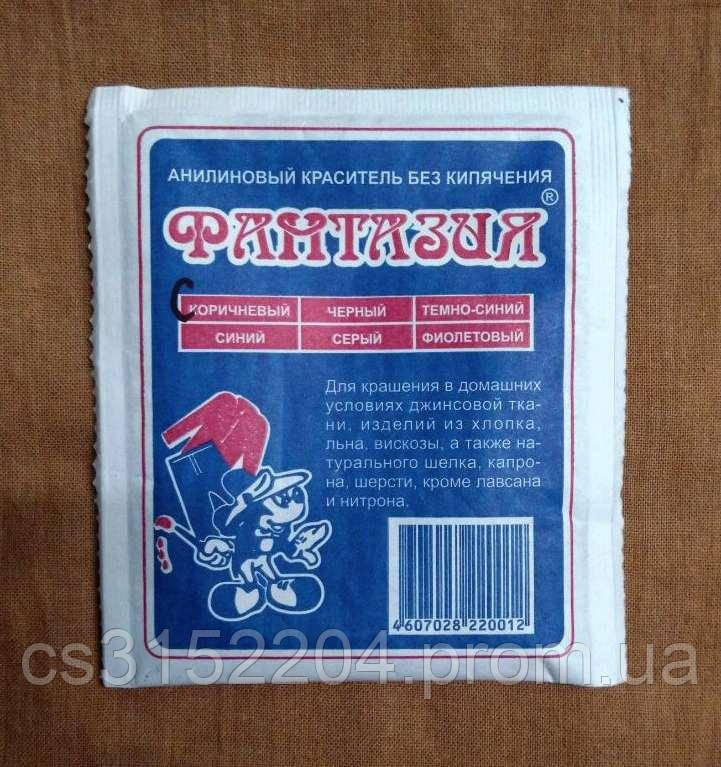 АНИЛИНОВЫЙ КРАСИТЕЛЬ БЕЗ КИПЯЧЕНИЯ
ФАНТАЗИЯ®
С
КОРИЧНЕВЫЙ ЧЕРНЫЙ ТЕМНО-СИНИЙ
СИНИЙ СЕРЫЙ ФИОЛЕТОВЫЙ
Для крашения в домашних
условиях джинсовой тка-
ни, изделий из хлопка,
льна, вискозы, а также на-
турального шелка, капро-
на, шерсти, кроме лавсана
и нитрона.
4607028 220012
cs3152204.prom.ua